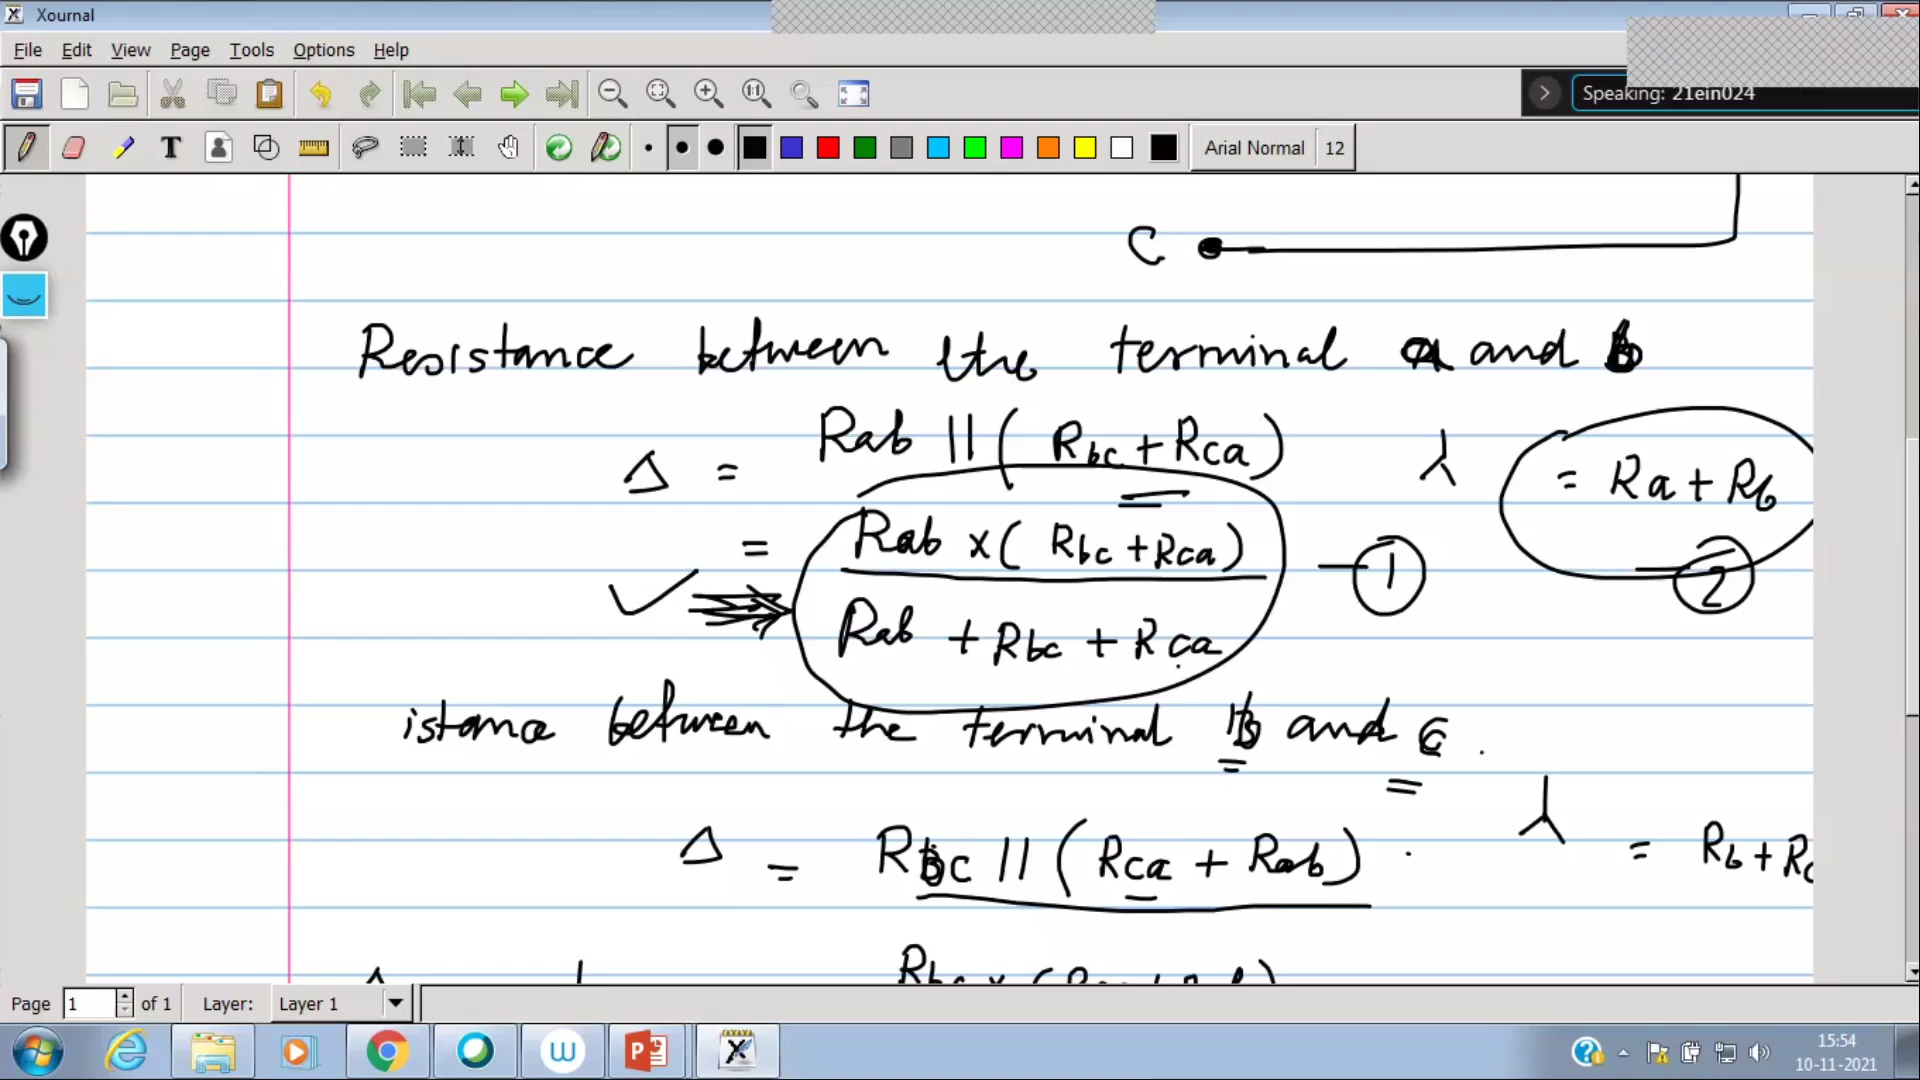 Xournal
File Edit View Page Tools Options Help
Speaking: 21ein024
T Arial Normal 12
C
Resistance between the terminal a and b
Δ = Rab || ( Rbc + Rca ) λ = Ra + Rb
= Rab x ( Rbc + Rca ) — 1 — 2
Rab + Rbc + Rca
istance between the terminal b and c .
Δ = Rbc || ( Rca + Rab ) . λ = Rb + Rc
Page 1 of 1 Layer: Layer 1
15:54
10-11-2021